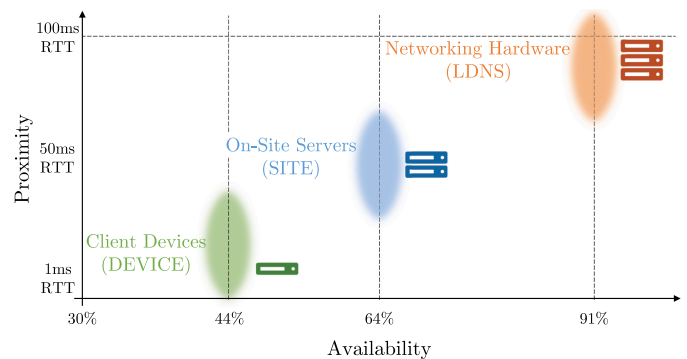 100ms
RTT
Networking Hardware
(LDNS)
On-Site Servers
(SITE)
50ms
RTT
Proximity
Client Devices
(DEVICE)
1ms
RTT
30%
44%
64%
91%
Availability